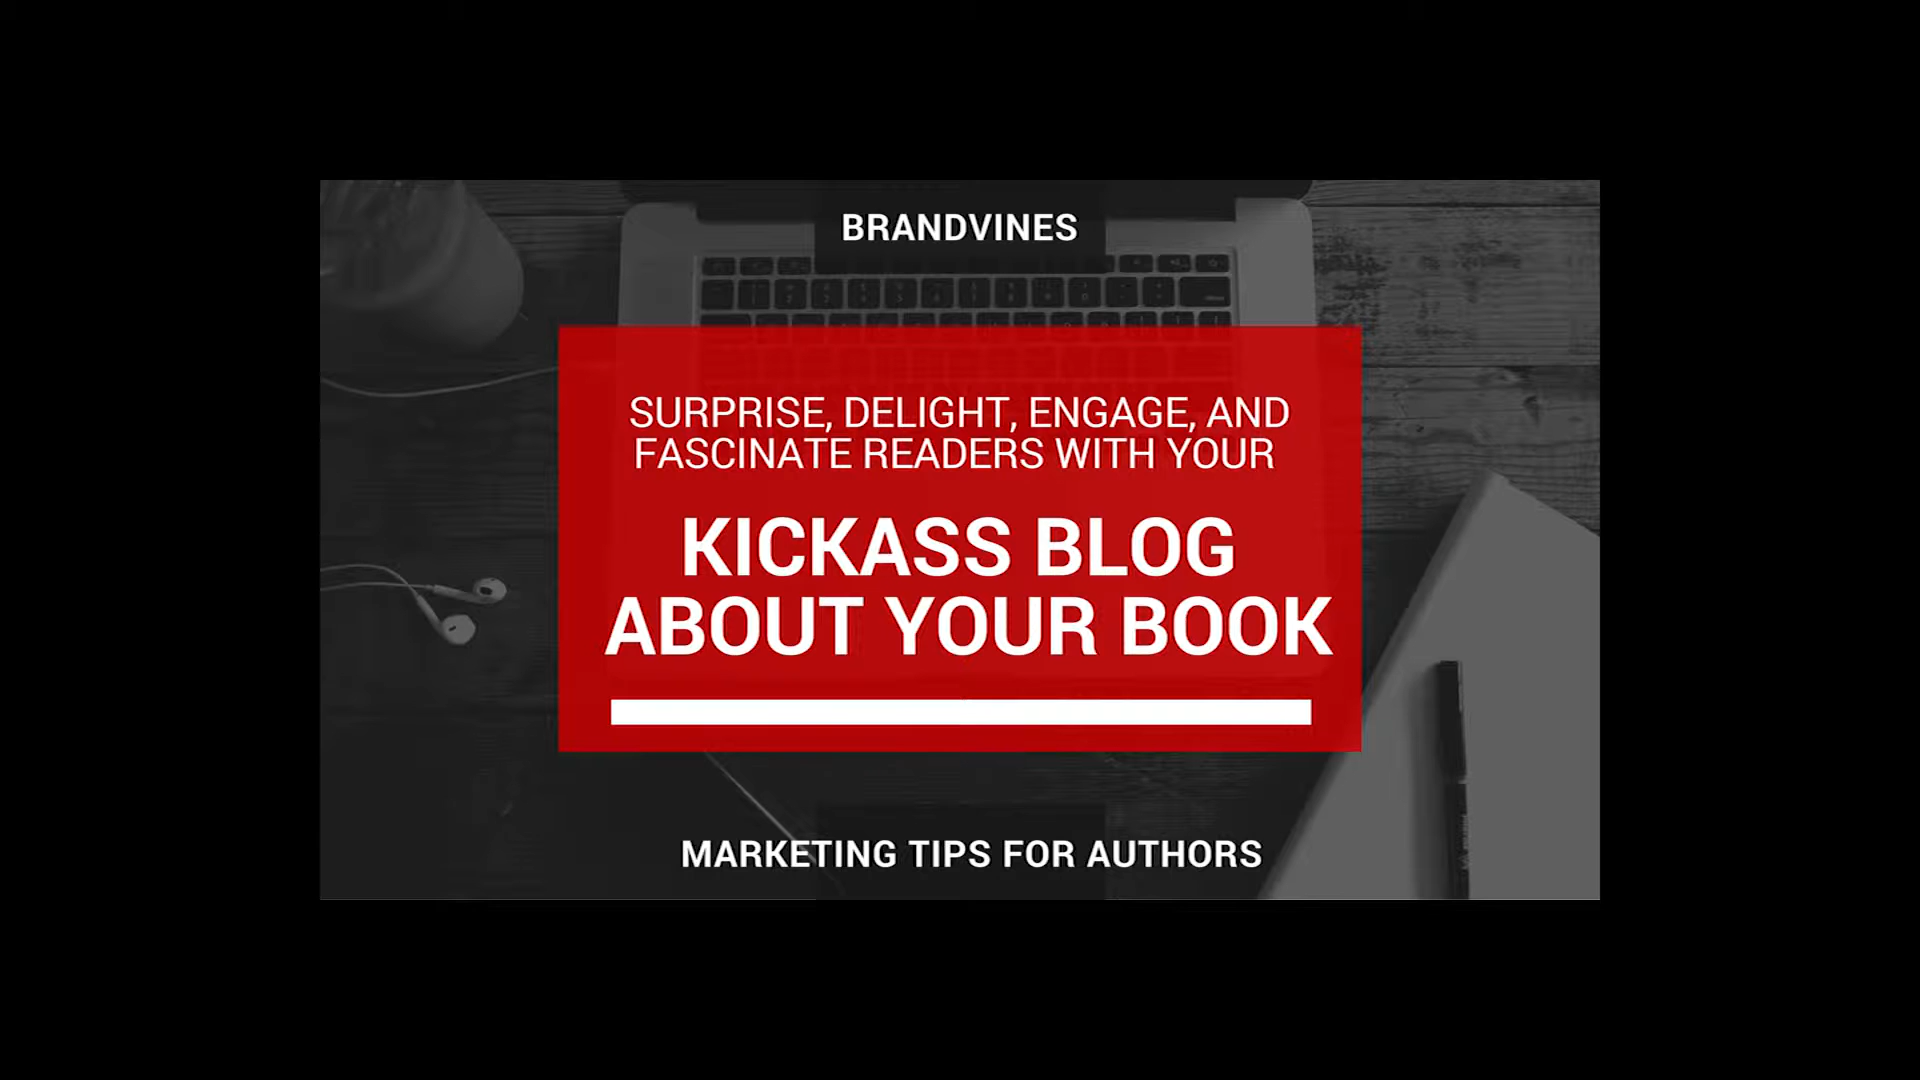 BRANDVINES
SURPRISE, DELIGHT, ENGAGE, AND
FASCINATE READERS WITH YOUR
KICKASS BLOG
ABOUT YOUR BOOK
MARKETING TIPS FOR AUTHORS